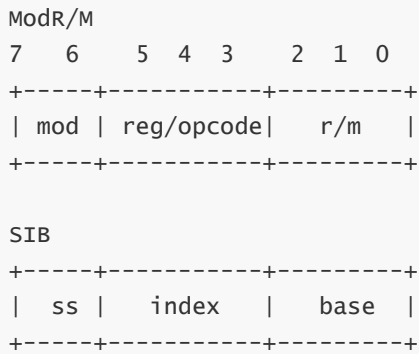 ModR/M
7   6    5  4  3    2  1  0
+-----+-----------+---------+
| mod | reg/opcode|   r/m   |
+-----+-----------+---------+

SIB
+-----+-----------+---------+
|  ss |   index   |   base  |
+-----+-----------+---------+